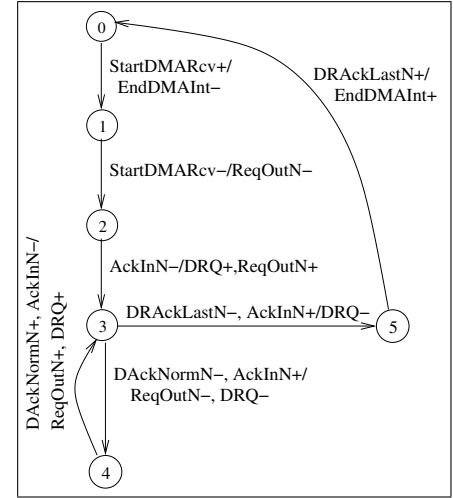 0
StartDMARcv+/
EndDMAInt−
DRAckLastN+/
EndDMAInt+
1
StartDMARcv−/ReqOutN−
2
AckInN−/DRQ+,ReqOutN+
DAckNormN+, AckInN−/
ReqOutN+, DRQ+
3
DRAckLastN−, AckInN+/DRQ−
5
DAckNormN−, AckInN+/
ReqOutN−, DRQ−
4